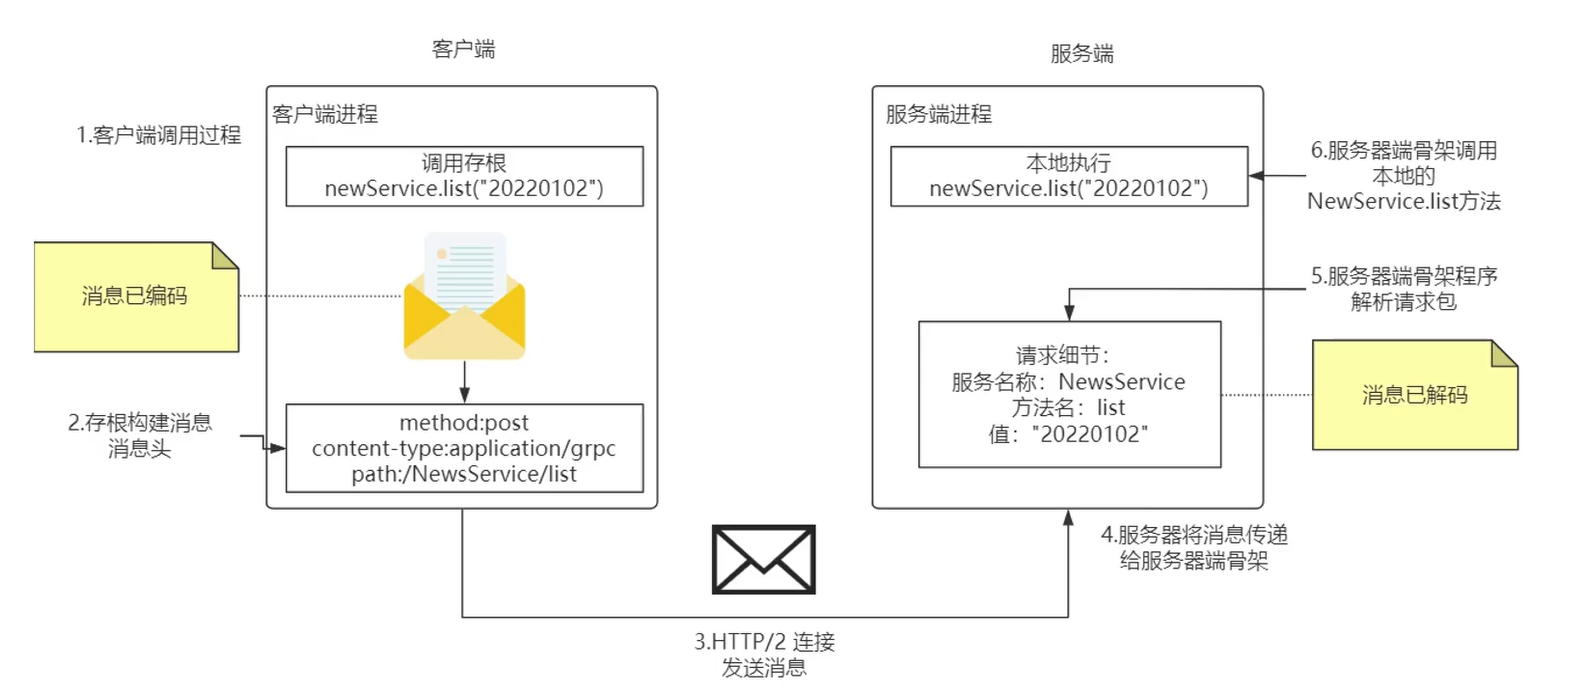 客户端
服务端
1.客户端调用过程
客户端进程
调用存根
newService.list("20220102")
消息已编码
2.存根构建消息
消息头
method:post
content-type:application/grpc
path:/NewsService/list
3.HTTP/2 连接
发送消息
4.服务器将消息传递
给服务器端骨架
服务端进程
本地执行
newService.list("20220102")
6.服务器端骨架调用
本地的
NewService.list方法
5.服务器端骨架程序
解析请求包
请求细节：
服务名称：NewsService
方法名：list
值："20220102"
消息已解码